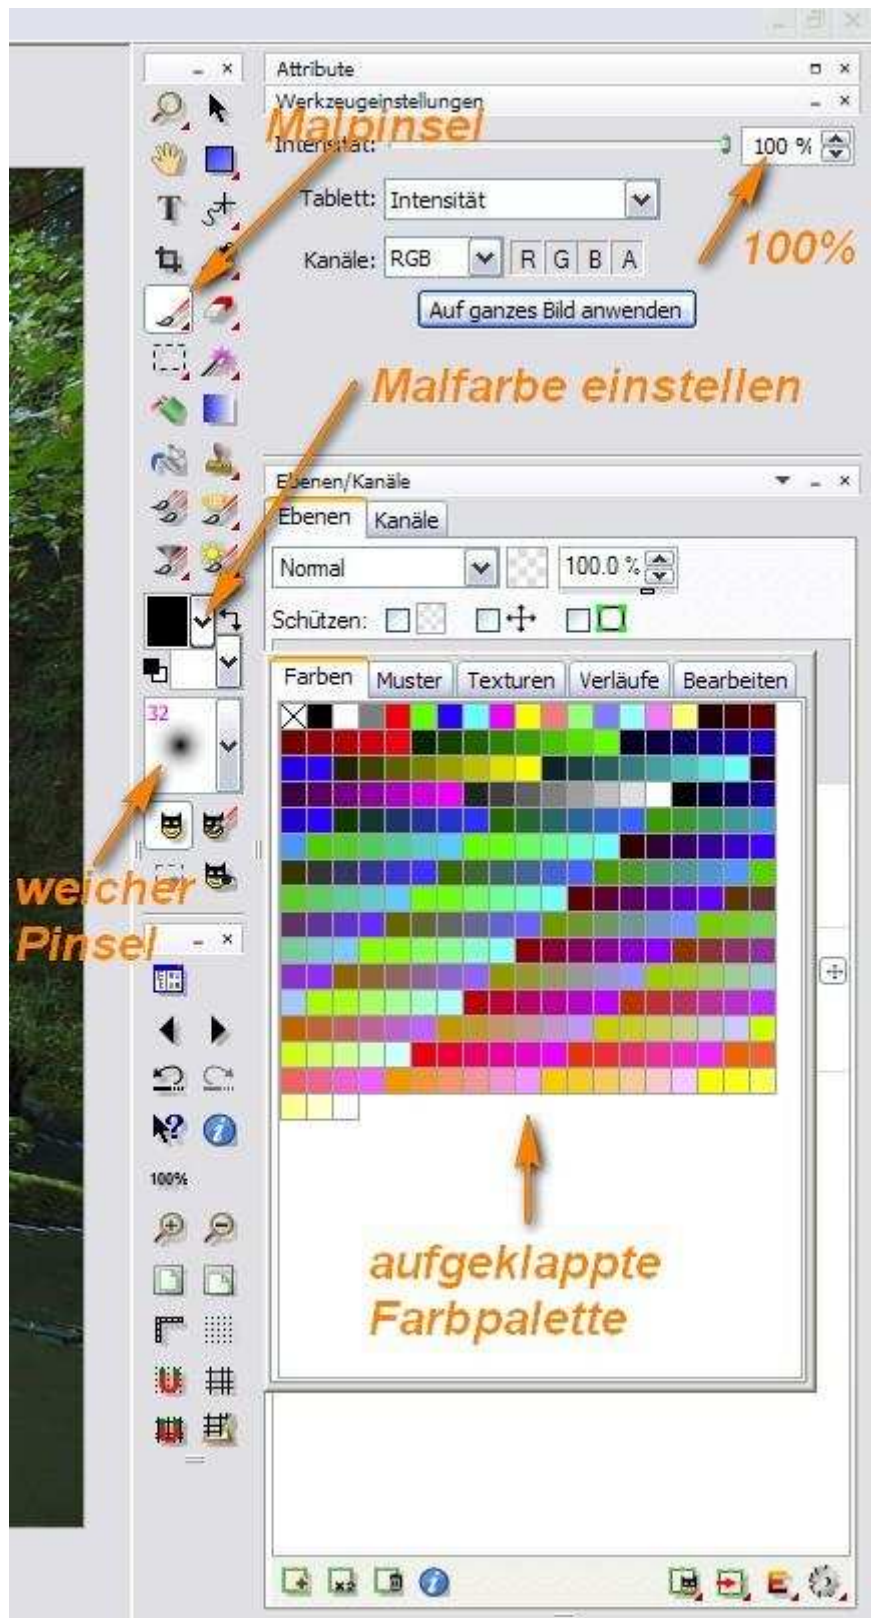 Attribute
Werkzeugeinstellungen
Malpinsel
Intensität:
100 %
Tablett: Intensität
100%
Kanäle: RGB R G B A
Auf ganzes Bild anwenden
Malfarbe einstellen
Ebenen/Kanäle
Ebenen Kanäle
Normal 100.0 %
Schützen:
Farben Muster Texturen Verläufe Bearbeiten
32
weicher
Pinsel
100%
aufgeklappte
Farbpalette